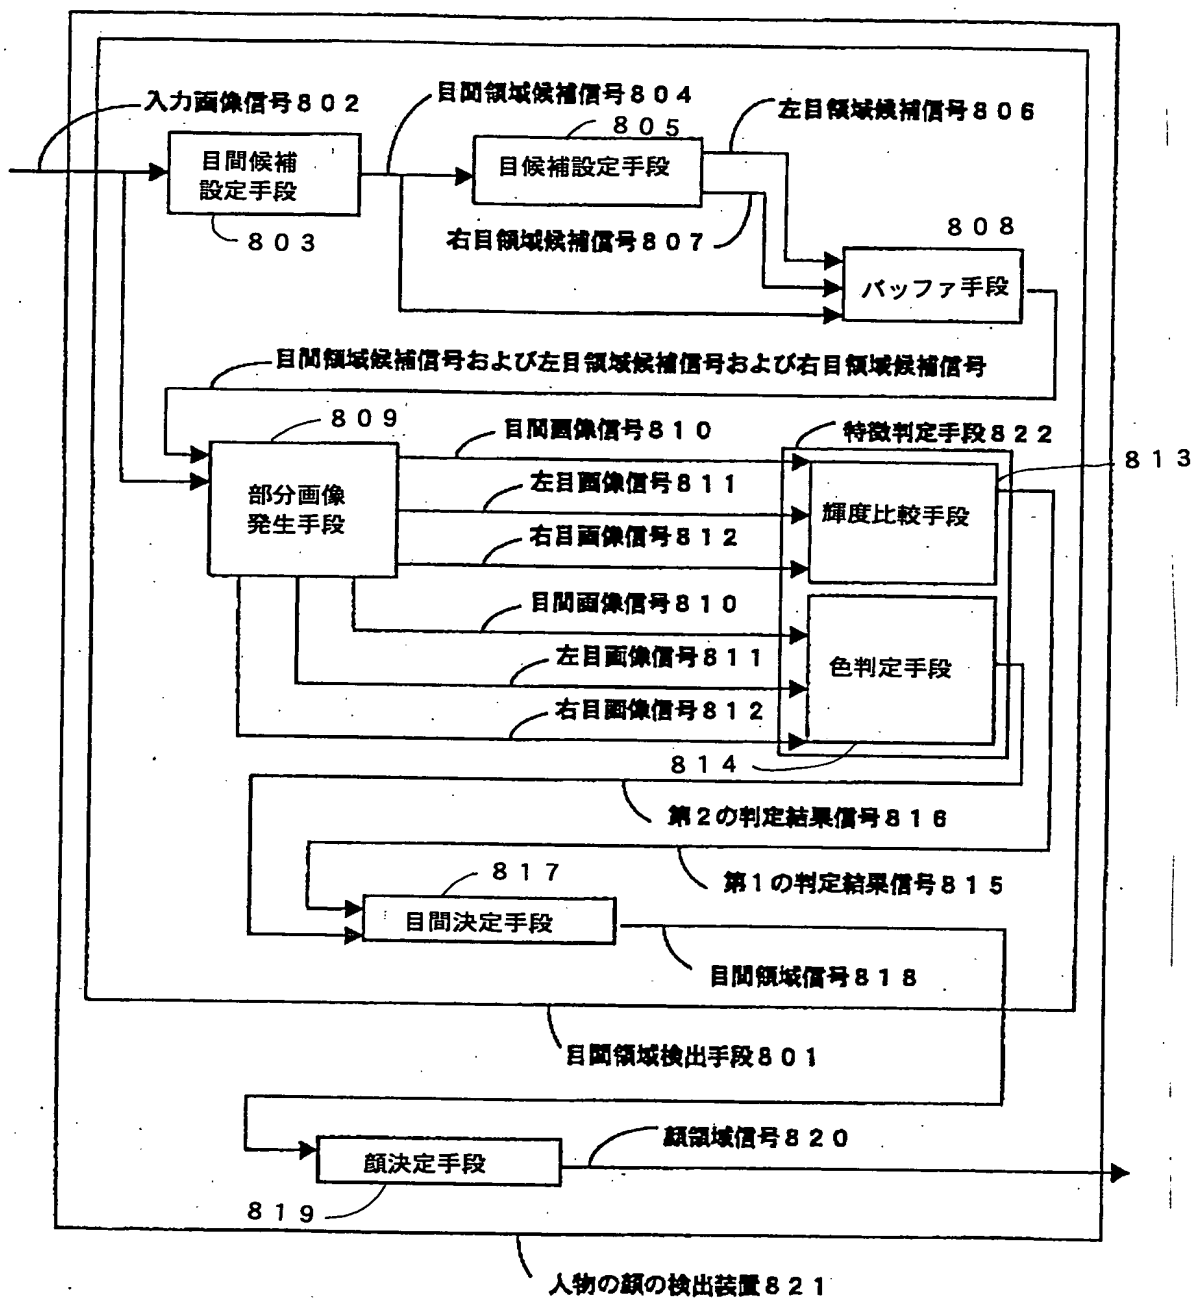 入力画像信号８０２
目間領域候補信号８０４
８０５
左目領域候補信号８０６
目間候補
設定手段
８０３
目候補設定手段
右目領域候補信号８０７
８０８
バッファ手段
目間領域候補信号および左目領域候補信号および右目領域候補信号
８０９
部分画像
発生手段
目間画像信号８１０
左目画像信号８１１
右目画像信号８１２
目間画像信号８１０
左目画像信号８１１
右目画像信号８１２
特徴判定手段８２２
８１３
輝度比較手段
色判定手段
８１４
第２の判定結果信号８１６
第１の判定結果信号８１５
８１７
目間決定手段
目間領域信号８１８
目間領域検出手段８０１
顔領域信号８２０
顔決定手段
８１９
人物の顔の検出装置８２１